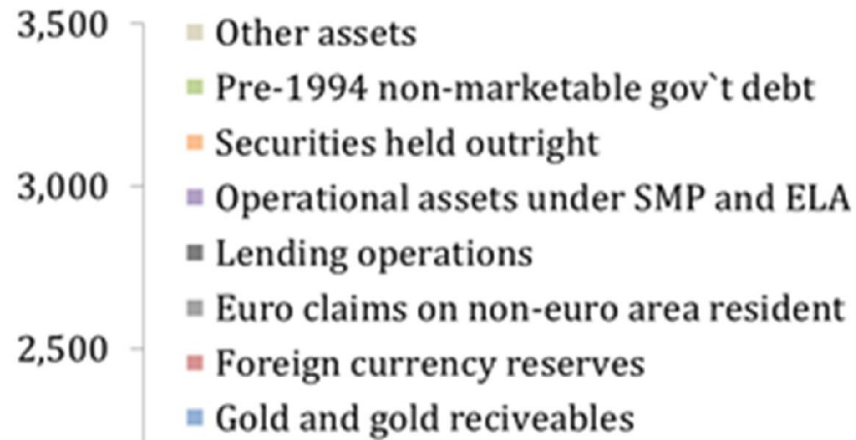 3,500
Other assets
Pre-1994 non-marketable gov`t debt
Securities held outright
3,000
Operational assets under SMP and ELA
Lending operations
Euro claims on non-euro area resident
2,500
Foreign currency reserves
Gold and gold reciveables